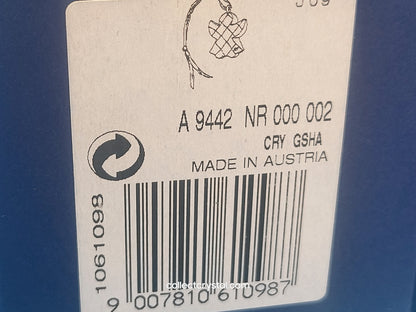 A 9442 NR 000 002
CRY GSHA
MADE IN AUSTRIA
1061098
collectcrystal.com
9 007810 610987